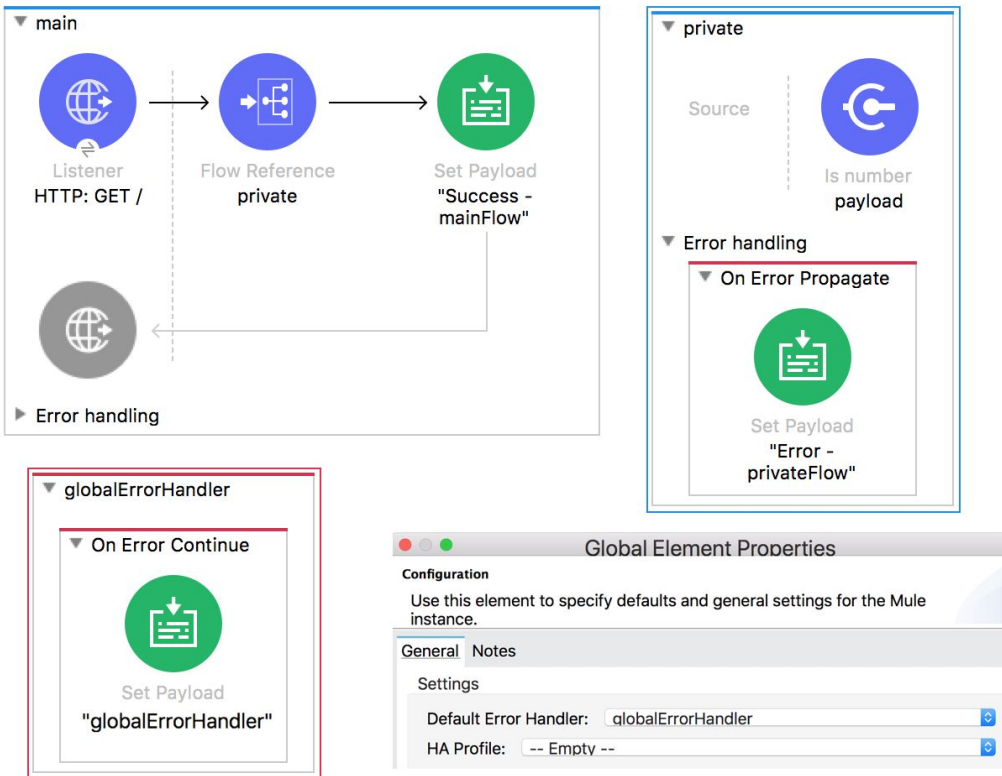 main
Listener
HTTP: GET /
Flow Reference
private
Set Payload
"Success -
mainFlow"
Error handling
private
Source
Is number
payload
Error handling
On Error Propagate
Set Payload
"Error -
privateFlow"
globalErrorHandler
On Error Continue
Set Payload
"globalErrorHandler"
Global Element Properties
Configuration
Use this element to specify defaults and general settings for the Mule
instance.
General Notes
Settings
Default Error Handler: globalErrorHandler
HA Profile: -- Empty --